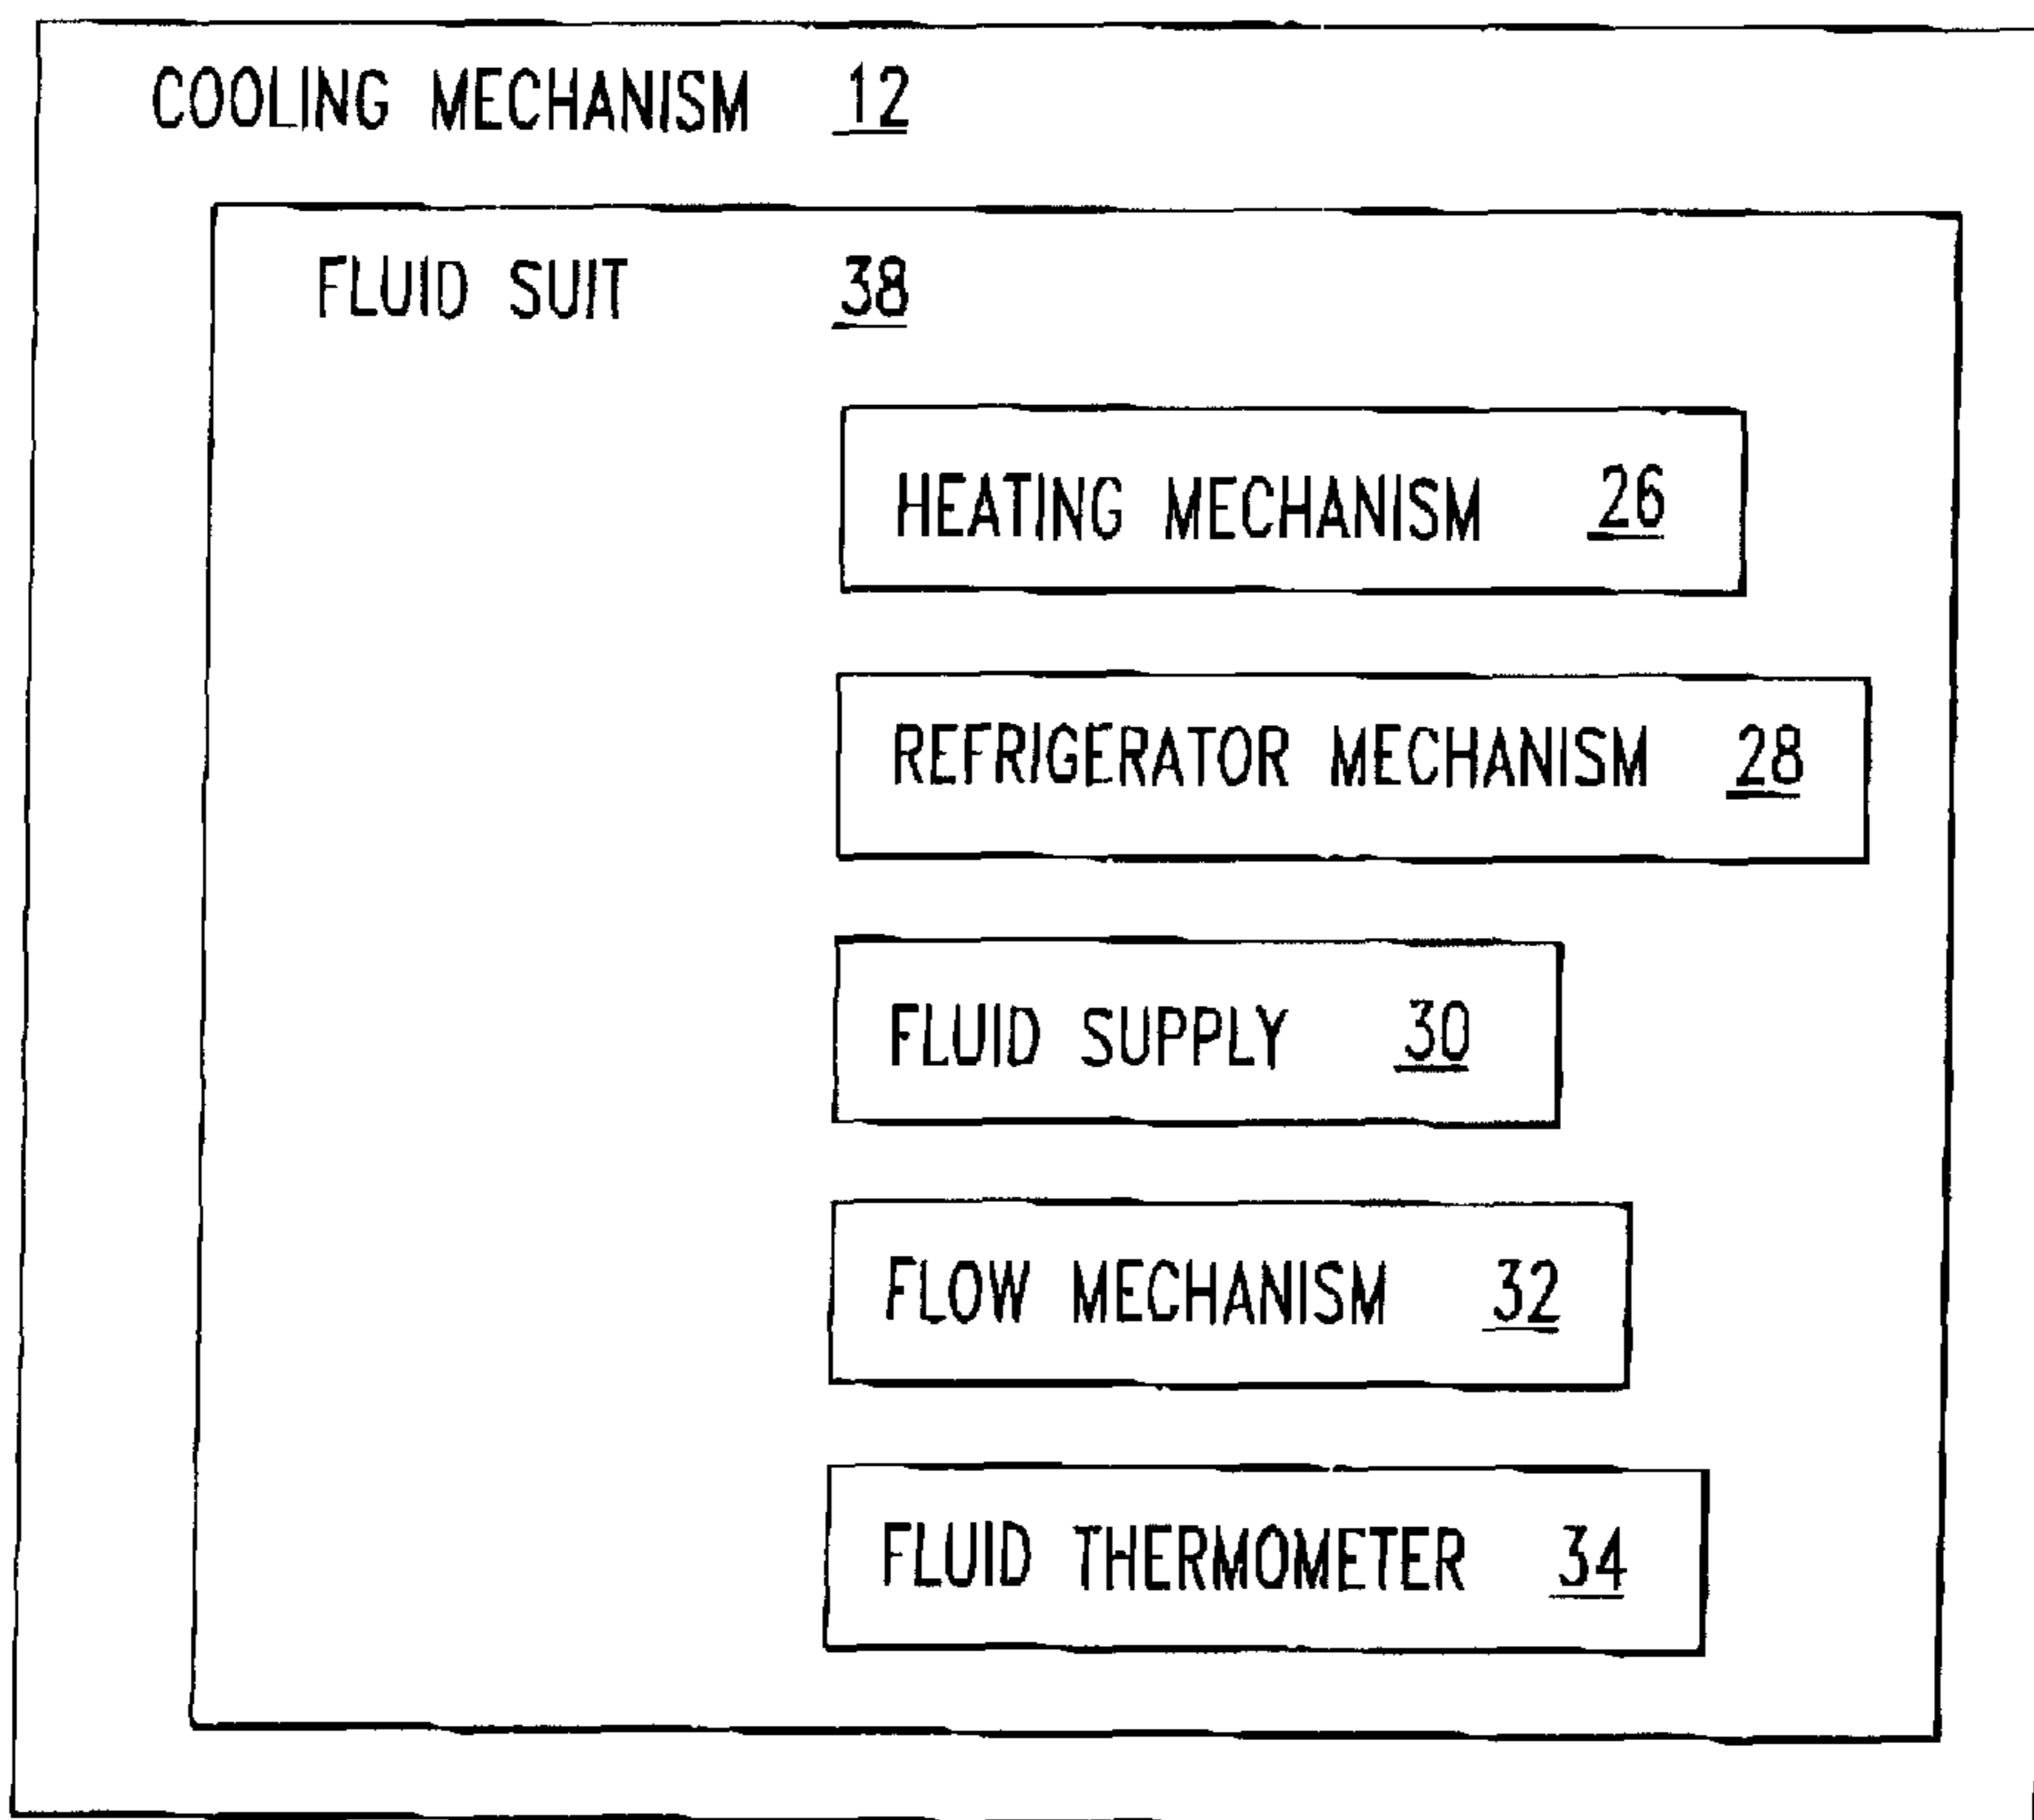 COOLING MECHANISM 12
FLUID SUIT 38
HEATING MECHANISM 26
REFRIGERATOR MECHANISM 28
FLUID SUPPLY 30
FLOW MECHANISM 32
FLUID THERMOMETER 34